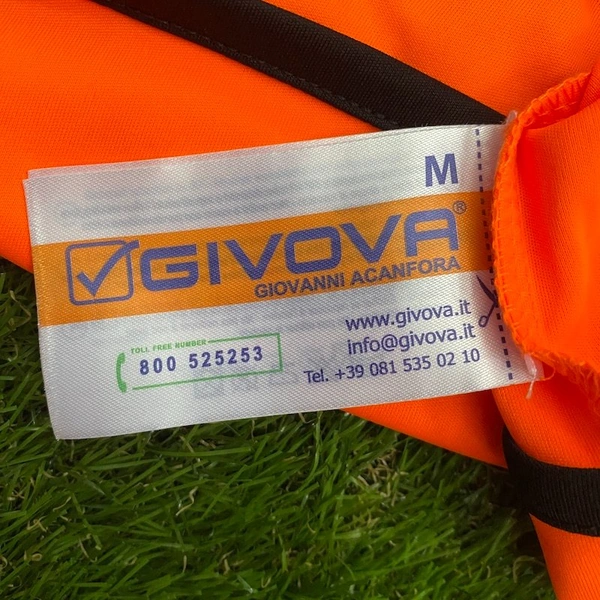 M
GIVOVA®
GIOVANNI ACANFORA
www.givova.it
info@givova.it
Tel. +39 081 535 02 10
TOLL FREE NUMBER
800 525253